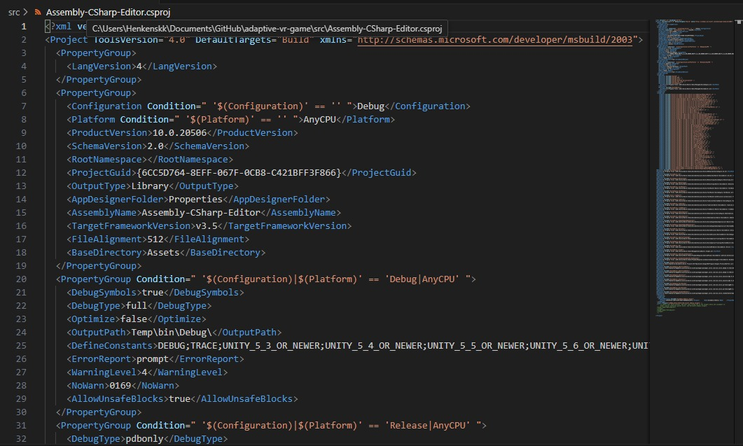 src > Assembly-CSharp-Editor.csproj
1 <?xml ve
C:\Users\Henkenskk\Documents\GitHub\adaptive-vr-game\src\Assembly-CSharp-Editor.csproj
2 <Project ToolsVersion="4.0" DefaultTargets="Build" xmlns="http://schemas.microsoft.com/developer/msbuild/2003">
3 <PropertyGroup>
4 <LangVersion>4</LangVersion>
5 </PropertyGroup>
6 <PropertyGroup>
7 <Configuration Condition=" '$(Configuration)' == '' ">Debug</Configuration>
8 <Platform Condition=" '$(Platform)' == '' ">AnyCPU</Platform>
9 <ProductVersion>10.0.20506</ProductVersion>
10 <SchemaVersion>2.0</SchemaVersion>
11 <RootNamespace></RootNamespace>
12 <ProjectGuid>{6CC5D764-8EFF-067F-0CB8-C421BFF3F866}</ProjectGuid>
13 <OutputType>Library</OutputType>
14 <AppDesignerFolder>Properties</AppDesignerFolder>
15 <AssemblyName>Assembly-CSharp-Editor</AssemblyName>
16 <TargetFrameworkVersion>v3.5</TargetFrameworkVersion>
17 <FileAlignment>512</FileAlignment>
18 <BaseDirectory>Assets</BaseDirectory>
19 </PropertyGroup>
20 <PropertyGroup Condition=" '$(Configuration)|$(Platform)' == 'Debug|AnyCPU' ">
21 <DebugSymbols>true</DebugSymbols>
22 <DebugType>full</DebugType>
23 <Optimize>false</Optimize>
24 <OutputPath>Temp\bin\Debug\</OutputPath>
25 <DefineConstants>DEBUG;TRACE;UNITY_5_3_OR_NEWER;UNITY_5_4_OR_NEWER;UNITY_5_5_OR_NEWER;UNITY_5_6_OR_NEWER;UNI
26 <ErrorReport>prompt</ErrorReport>
27 <WarningLevel>4</WarningLevel>
28 <NoWarn>0169</NoWarn>
29 <AllowUnsafeBlocks>true</AllowUnsafeBlocks>
30 </PropertyGroup>
31 <PropertyGroup Condition=" '$(Configuration)|$(Platform)' == 'Release|AnyCPU' ">
32 <DebugType>pdbonly</DebugType>